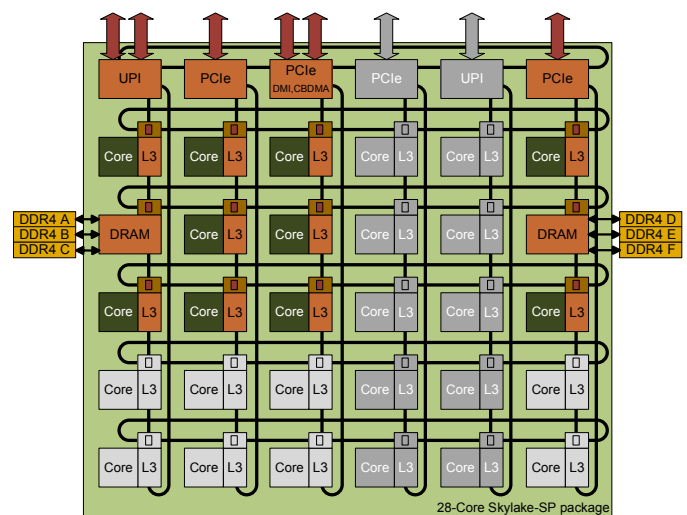 UPI PCIe PCIe PCIe UPI PCIe
DMI,CBDMA
Core L3 Core L3 Core L3 Core L3 Core L3 Core L3
DDR4 A DRAM Core L3 Core L3 Core L3 Core L3 DRAM DDR4 D
DDR4 B DDR4 E
DDR4 C DDR4 F
Core L3 Core L3 Core L3 Core L3 Core L3 Core L3
Core L3 Core L3 Core L3 Core L3 Core L3 Core L3
Core L3 Core L3 Core L3 Core L3 Core L3 Core L3
28-Core Skylake-SP package